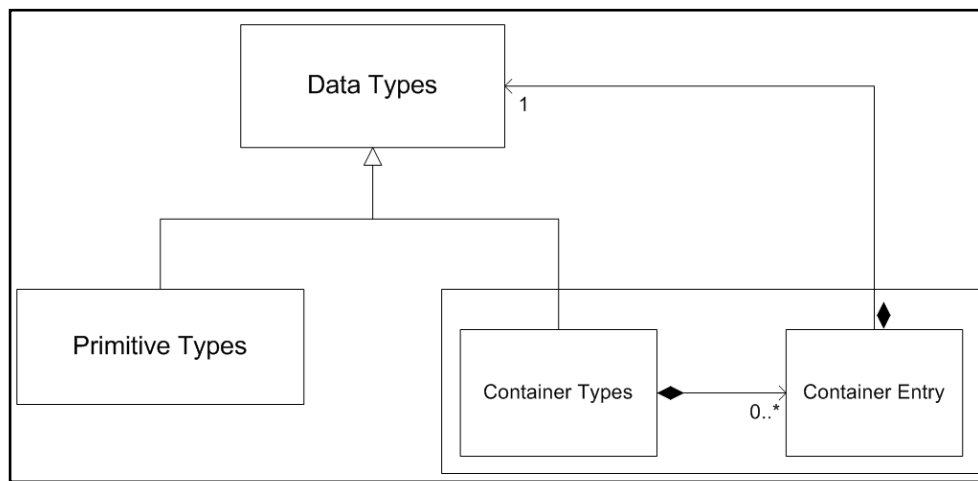 Data Types
1
Primitive Types
Container Types
0..*
Container Entry